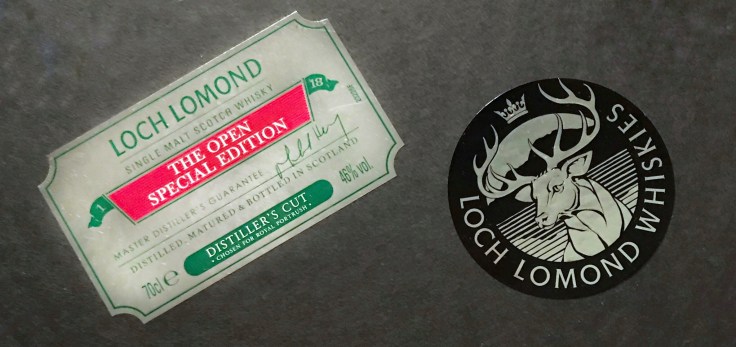 LOCH LOMOND
SINGLE MALT SCOTCH WHISKY
1
THE OPEN
SPECIAL EDITION
18
MASTER DISTILLER'S GUARANTEE
DISTILLED, MATURED & BOTTLED IN SCOTLAND
DISTILLER'S CUT
• CHOSEN FOR ROYAL PORTRUSH •
70cl e
46% vol.
LOCH LOMOND WHISKIES